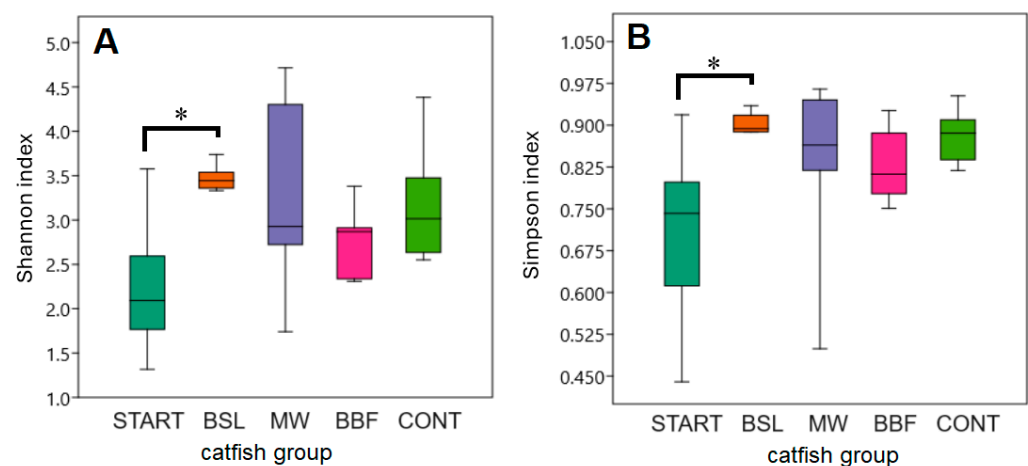 A
*
Shannon index
5.0
4.5
4.0
3.5
3.0
2.5
2.0
1.5
1.0
START BSL MW BBF CONT
catfish group
B
*
Simpson index
1.050
0.975
0.900
0.825
0.750
0.675
0.600
0.525
0.450
START BSL MW BBF CONT
catfish group